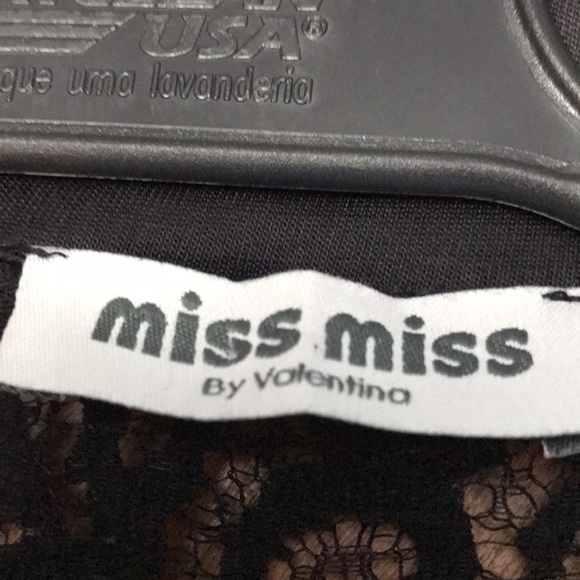 USA®
que uma lavanderia
miss miss
By Valentina